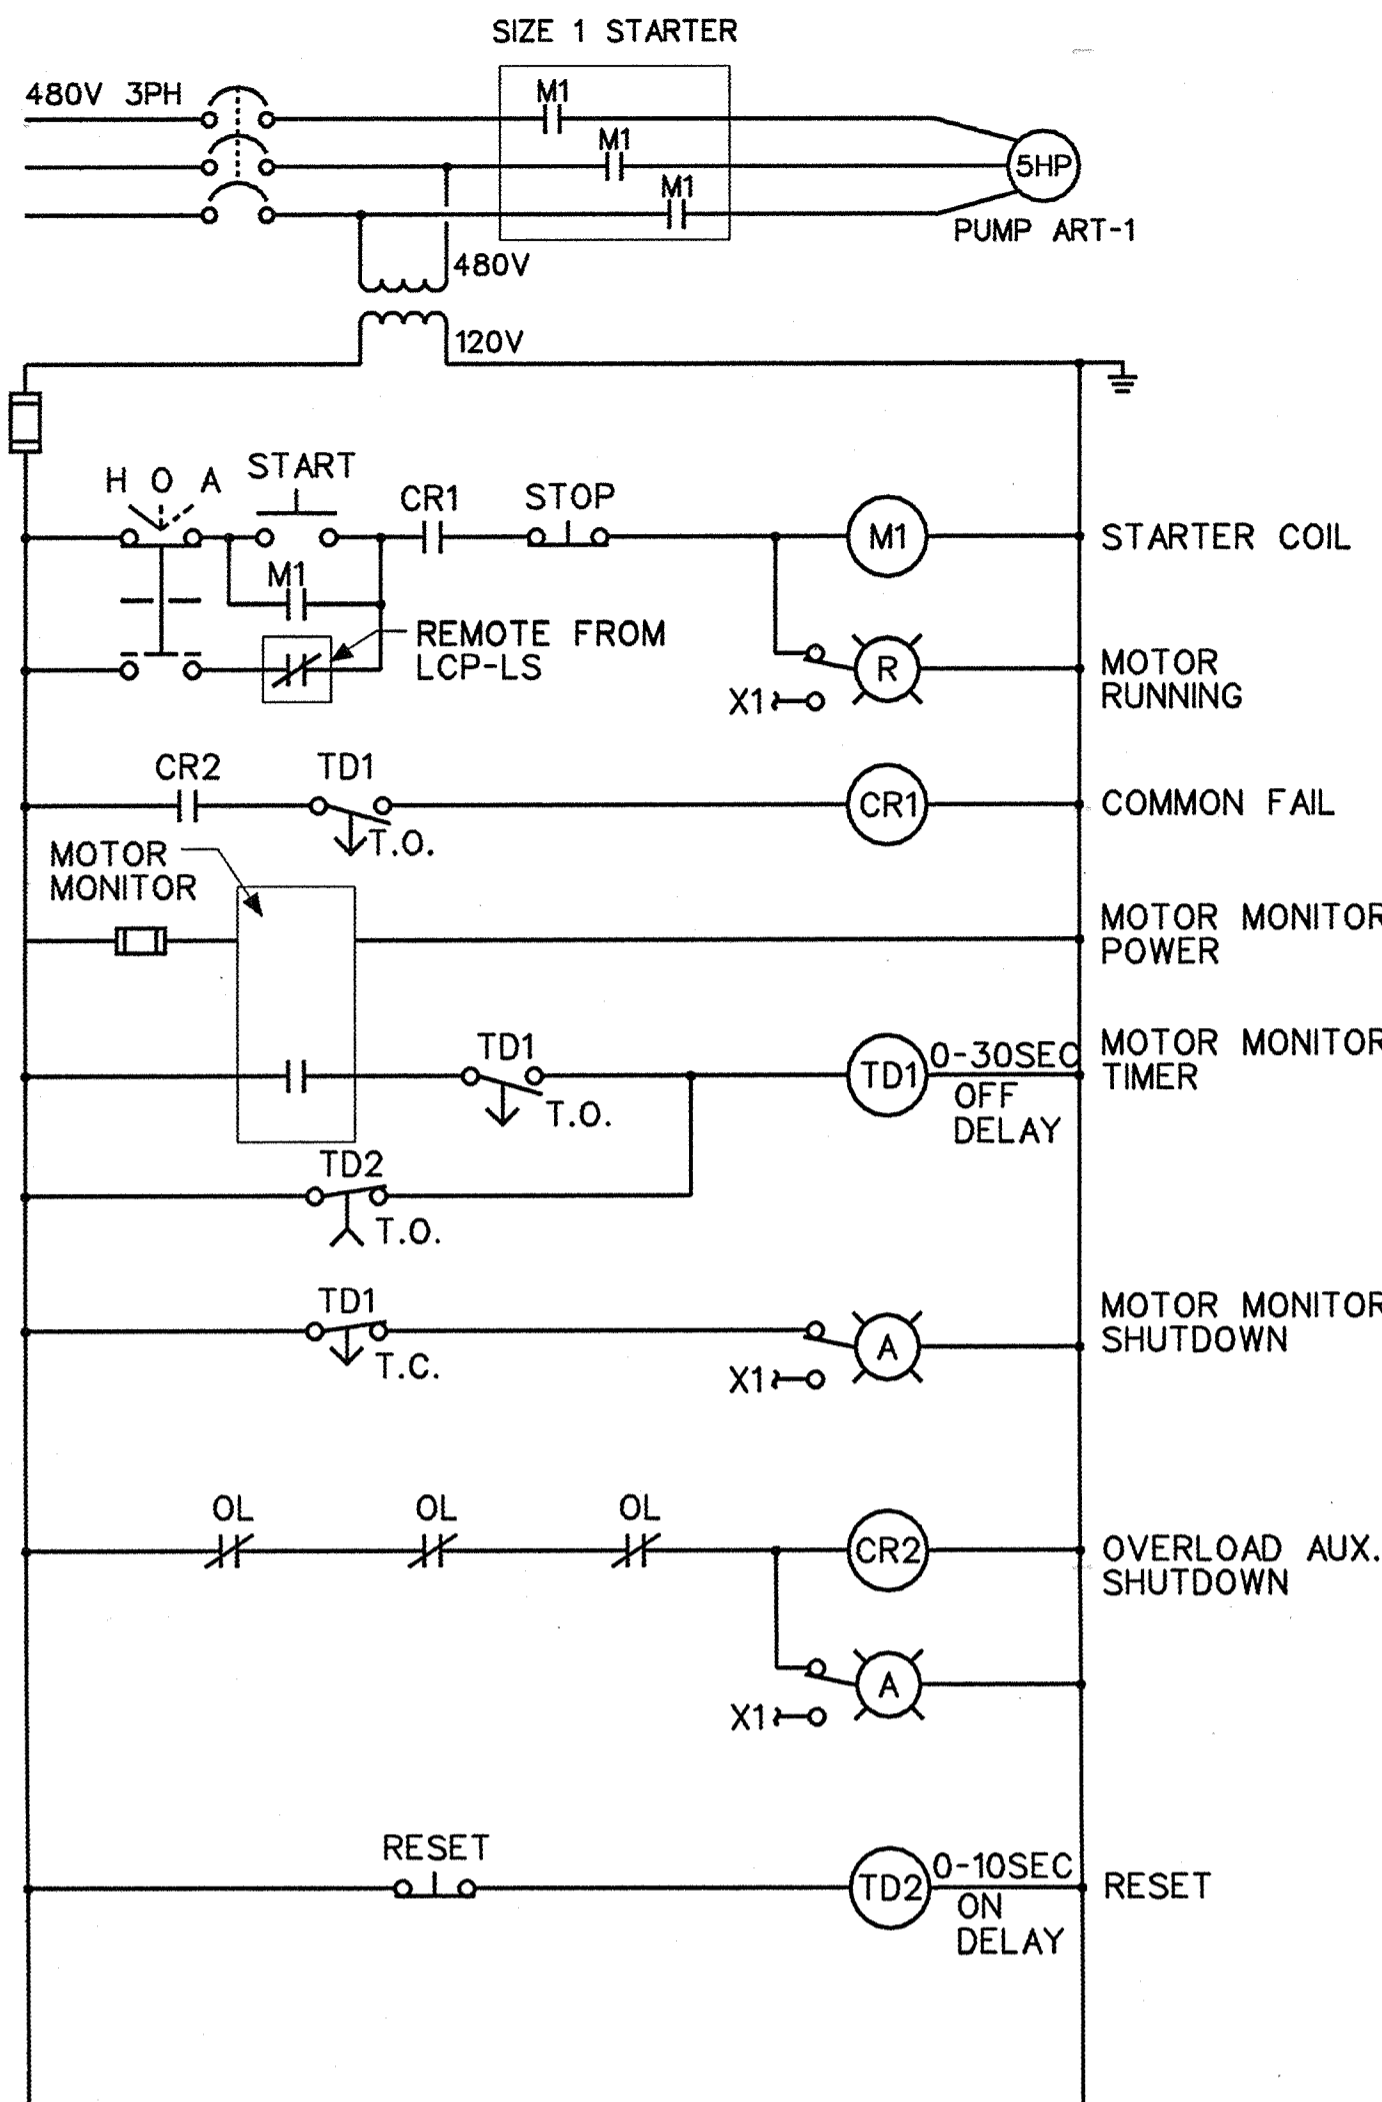 SIZE 1 STARTER
480V 3PH
M1
M1
M1
5HP
PUMP ART-1
480V
120V
H O A
START
CR1
STOP
M1
STARTER COIL
M1
REMOTE FROM
LCP-LS
R
MOTOR
RUNNING
X1
CR2
TD1
T.O.
CR1
COMMON FAIL
MOTOR
MONITOR
MOTOR MONITOR
POWER
TD1
T.O.
TD1
0-30SEC
OFF
DELAY
MOTOR MONITOR
TIMER
TD2
T.O.
TD1
T.C.
A
X1
MOTOR MONITOR
SHUTDOWN
OL
OL
OL
CR2
OVERLOAD AUX.
SHUTDOWN
A
X1
RESET
TD2
0-10SEC
ON
DELAY
RESET